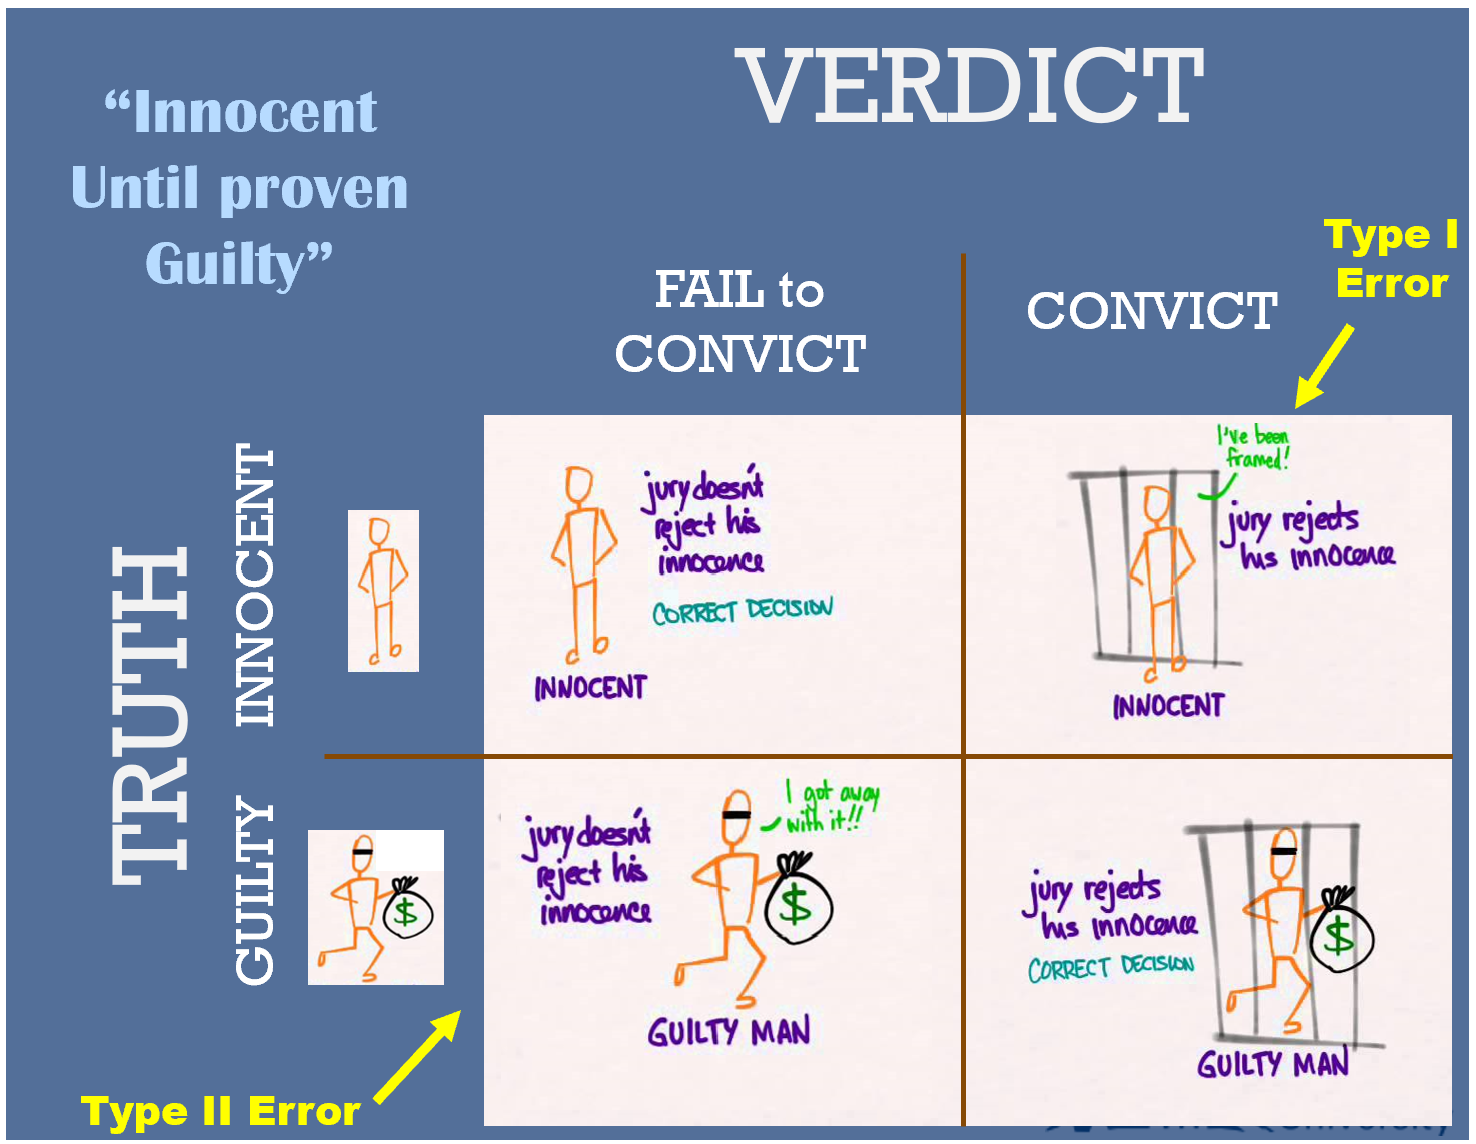 VERDICT
“Innocent
Until proven
Guilty”
Type I
Error
FAIL to
CONVICT
CONVICT
TRUTH
INNOCENT
jury doesn't
reject his
innocence
CORRECT DECISION
INNOCENT
I've been
framed!
jury rejects
his innocence
INNOCENT
GUILTY
$
jury doesn't
reject his
innocence
I got away
with it!!
$
GUILTY MAN
jury rejects
his innocence
CORRECT DECISION
$
GUILTY MAN
Type II Error
University